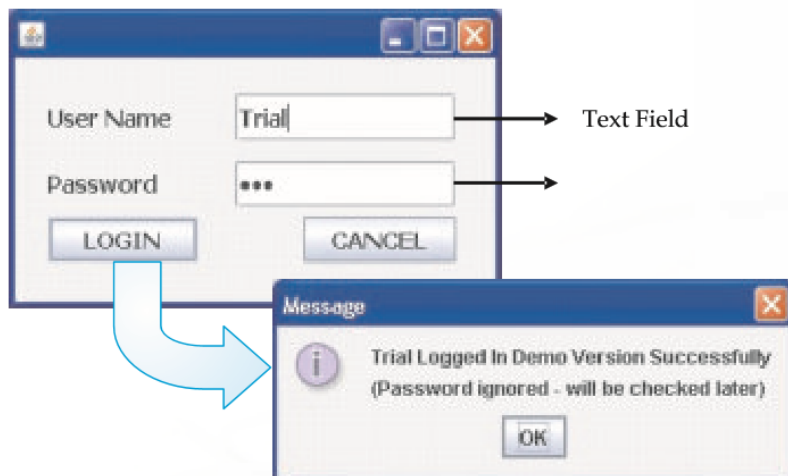 User Name
Trial
Text Field
Password
•••
LOGIN
CANCEL
Message
Trial Logged In Demo Version Successfully
(Password ignored - will be checked later)
OK